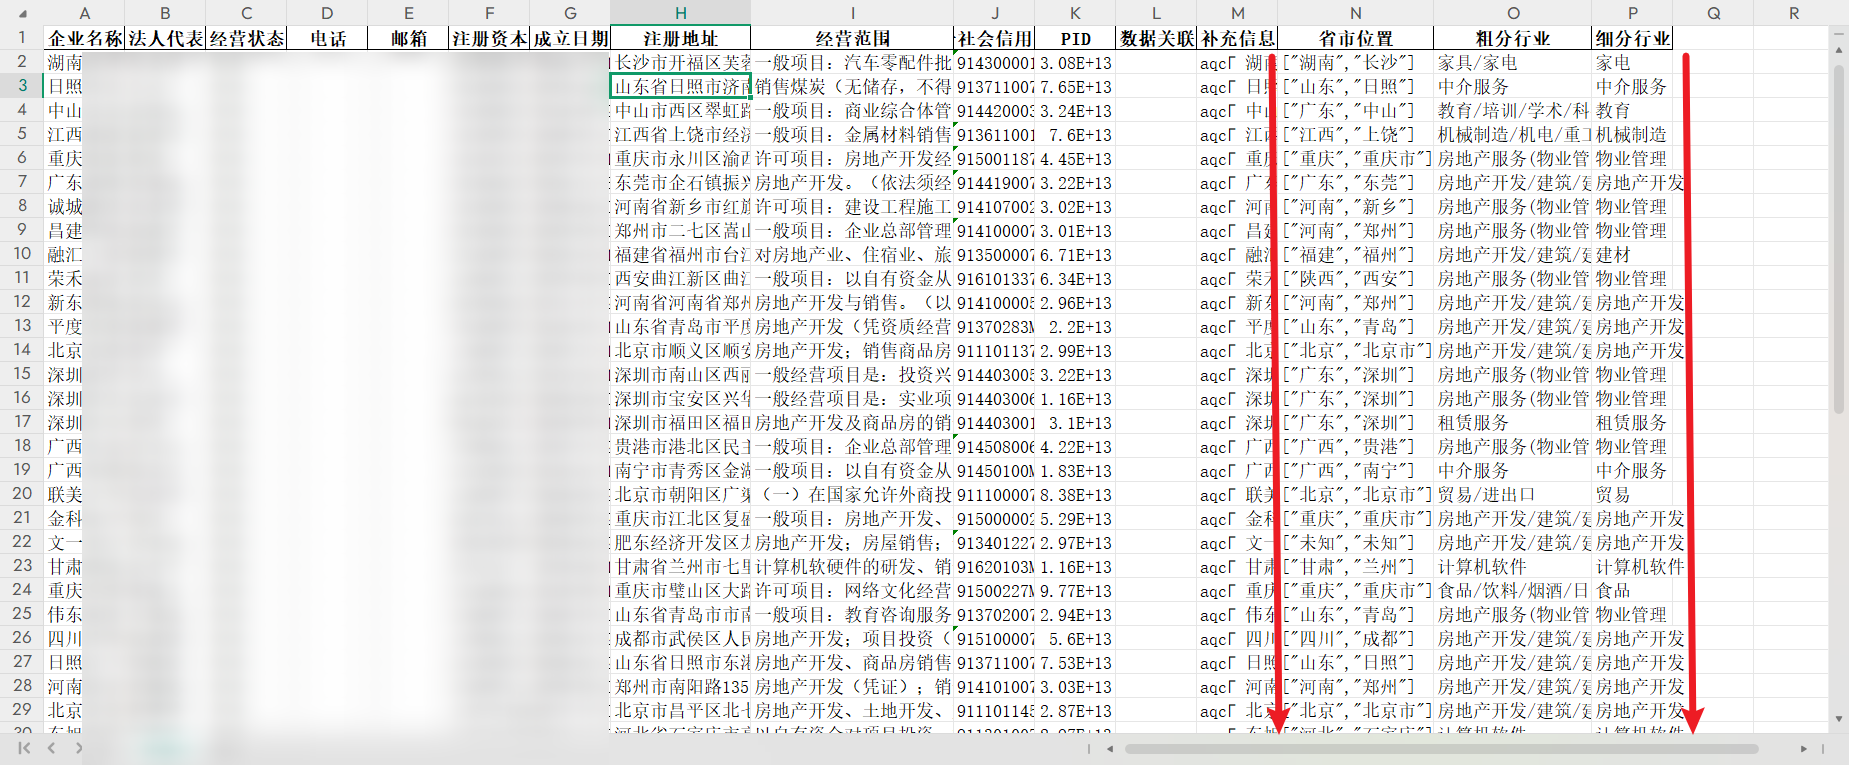 A B C D E F G H I J K L M N O P Q R
1 企业名称 法人代表 经营状态 电话 邮箱 注册资本 成立日期 注册地址 经营范围 社会信用 PID 数据关联 补充信息 省市位置 粗分行业 细分行业
2 湖南 长沙市开福区芙蓉 一般项目：汽车零配件批 914300001 3.08E+13 aqcГ 湖南 ["湖南","长沙"] 家具/家电 家电
3 日照 山东省日照市济南 销售煤炭（无储存，不得 913711007 7.65E+13 aqcГ 日照 ["山东","日照"] 中介服务 中介服务
4 中山 中山市西区翠虹路 一般项目：商业综合体管 914420003 3.24E+13 aqcГ 中山 ["广东","中山"] 教育/培训/学术/科 教育
5 江西 江西省上饶市经济 一般项目：金属材料销售 913611001 7.6E+13 aqcГ 江西 ["江西","上饶"] 机械制造/机电/重工 机械制造
6 重庆 重庆市永川区渝西 许可项目：房地产开发经 915001187 4.45E+13 aqcГ 重庆 ["重庆","重庆市"] 房地产服务(物业管 物业管理
7 广东 东莞市企石镇振兴 房地产开发。（依法须经 914419007 3.22E+13 aqcГ 广东 ["广东","东莞"] 房地产开发/建筑/建 房地产开发
8 诚城 河南省新乡市红旗 许可项目：建设工程施工 914107002 3.02E+13 aqcГ 河南 ["河南","新乡"] 房地产服务(物业管 物业管理
9 昌建 郑州市二七区嵩山 一般项目：企业总部管理 914100007 3.01E+13 aqcГ 昌建 ["河南","郑州"] 房地产服务(物业管 物业管理
10 融汇 福建省福州市台江 对房地产业、住宿业、旅 913500007 6.71E+13 aqcГ 融汇 ["福建","福州"] 房地产开发/建筑/建 建材
11 荣禾 西安曲江新区曲江 一般项目：以自有资金从 916101337 6.34E+13 aqcГ 荣禾 ["陕西","西安"] 房地产服务(物业管 物业管理
12 新东 河南省河南省郑州 房地产开发与销售。（以 914100005 2.96E+13 aqcГ 新东 ["河南","郑州"] 房地产开发/建筑/建 房地产开发
13 平度 山东省青岛市平度 房地产开发（凭资质经营 91370283M 2.2E+13 aqcГ 平度 ["山东","青岛"] 房地产开发/建筑/建 房地产开发
14 北京 北京市顺义区顺安 房地产开发；销售商品房 911101137 2.99E+13 aqcГ 北京 ["北京","北京市"] 房地产开发/建筑/建 房地产开发
15 深圳 深圳市南山区西丽 一般经营项目是：投资兴 914403005 3.22E+13 aqcГ 深圳 ["广东","深圳"] 房地产服务(物业管 物业管理
16 深圳 深圳市宝安区兴华 一般经营项目是：实业项 914403006 1.16E+13 aqcГ 深圳 ["广东","深圳"] 房地产服务(物业管 物业管理
17 深圳 深圳市福田区福田 房地产开发及商品房的销 914403001 3.1E+13 aqcГ 深圳 ["广东","深圳"] 租赁服务 租赁服务
18 广西 贵港市港北区民主 一般项目：企业总部管理 914508006 4.22E+13 aqcГ 广西 ["广西","贵港"] 房地产服务(物业管 物业管理
19 广西 南宁市青秀区金湖 一般项目：以自有资金从 91450100M 1.83E+13 aqcГ 广西 ["广西","南宁"] 中介服务 中介服务
20 联美 北京市朝阳区广渠 （一）在国家允许外商投 911100007 8.38E+13 aqcГ 联美 ["北京","北京市"] 贸易/进出口 贸易
21 金科 重庆市江北区复盛 一般项目：房地产开发、 915000002 5.29E+13 aqcГ 金科 ["重庆","重庆市"] 房地产开发/建筑/建 房地产开发
22 文一 肥东经济开发区龙 房地产开发；房屋销售； 913401227 2.97E+13 aqcГ 文一 ["未知","未知"] 房地产开发/建筑/建 房地产开发
23 甘肃 甘肃省兰州市七里 计算机软硬件的研发、销 91620103M 1.16E+13 aqcГ 甘肃 ["甘肃","兰州"] 计算机软件 计算机软件
24 重庆 重庆市璧山区大路 许可项目：网络文化经营 91500227M 9.77E+13 aqcГ 重庆 ["重庆","重庆市"] 食品/饮料/烟酒/日 食品
25 伟东 山东省青岛市市南 一般项目：教育咨询服务 913702007 2.94E+13 aqcГ 伟东 ["山东","青岛"] 房地产服务(物业管 物业管理
26 四川 成都市武侯区人民 房地产开发；项目投资（ 915100007 5.6E+13 aqcГ 四川 ["四川","成都"] 房地产开发/建筑/建 房地产开发
27 日照 山东省日照市东港 房地产开发、商品房销售 913711007 7.53E+13 aqcГ 日照 ["山东","日照"] 房地产开发/建筑/建 房地产开发
28 河南 郑州市南阳路135 房地产开发（凭证）；销 914101007 3.03E+13 aqcГ 河南 ["河南","郑州"] 房地产开发/建筑/建 房地产开发
29 北京 北京市昌平区北七 房地产开发、土地开发、 911101145 2.87E+13 aqcГ 北京 ["北京","北京市"] 房地产开发/建筑/建 房地产开发